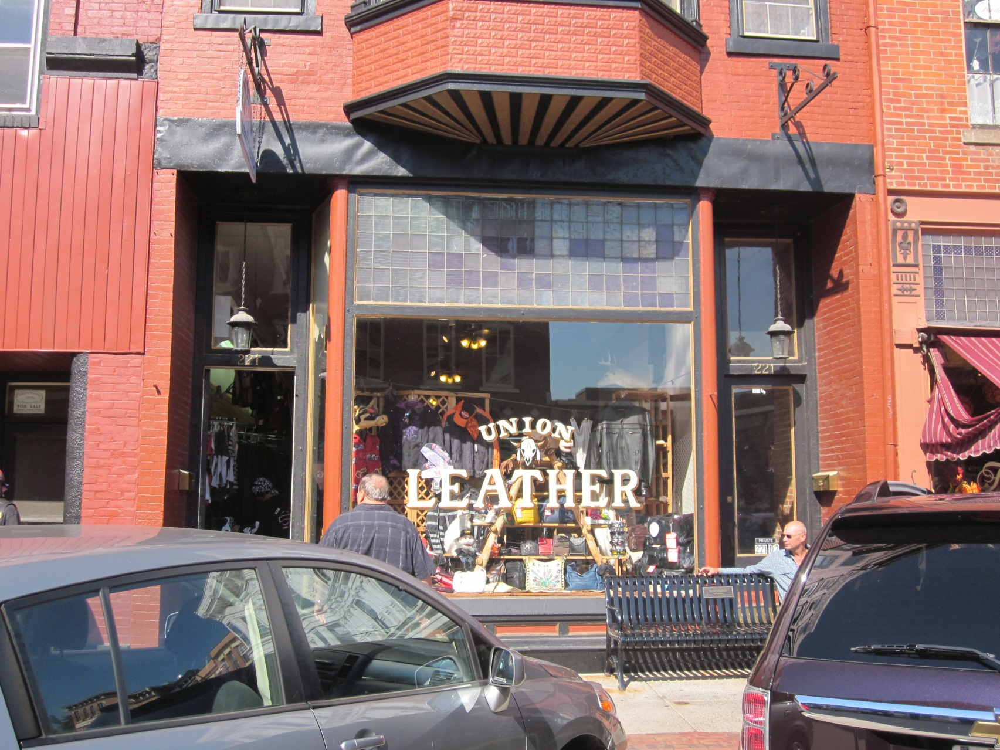 221
221
FOR SALE
UNION
LEATHER
PRIVATE
221 1/2